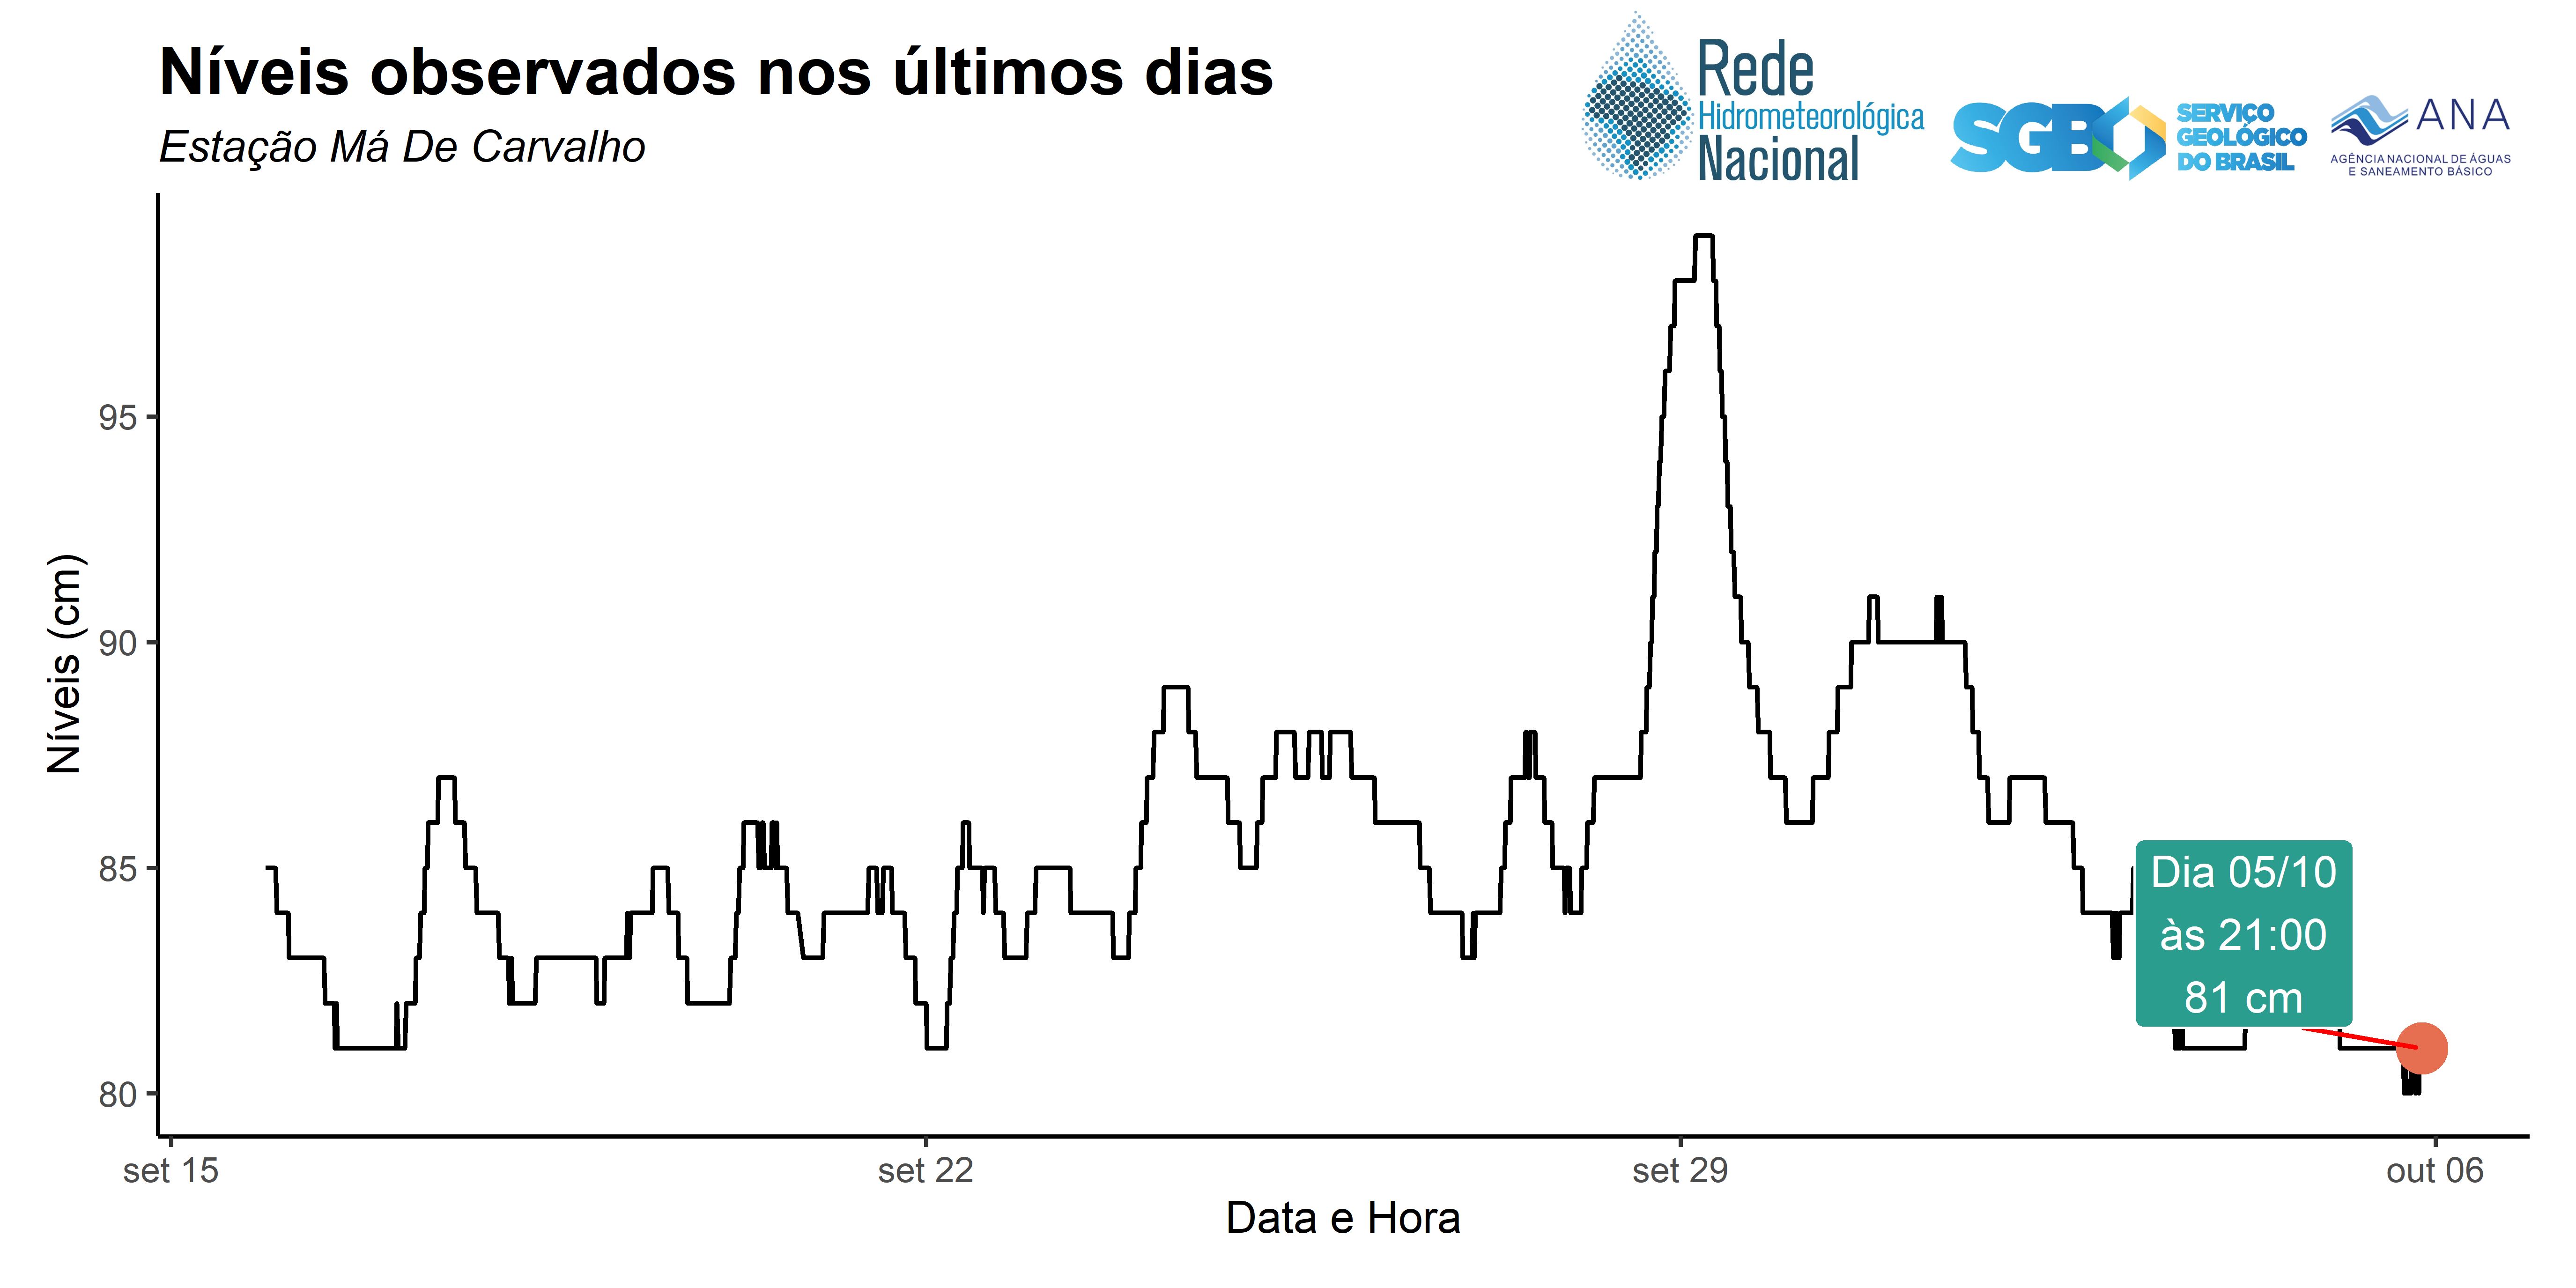 Níveis observados nos últimos dias
Estação Má De Carvalho
Rede
Hidrometeorológica
Nacional
SGB
SERVIÇO
GEOLÓGICO
DO BRASIL
ANA
AGÊNCIA NACIONAL DE ÁGUAS
E SANEAMENTO BÁSICO
Níveis (cm)
95
90
85
80
Dia 05/10
às 21:00
81 cm
set 15
set 22
set 29
out 06
Data e Hora